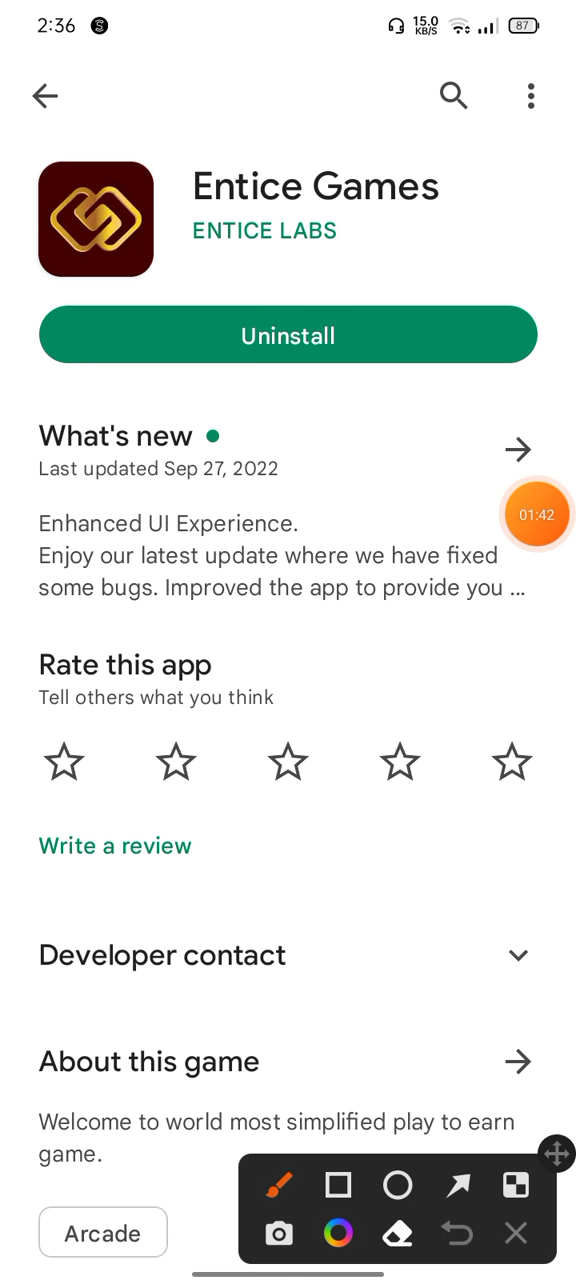 2:36
15.0
KB/S
87
Entice Games
ENTICE LABS
Uninstall
What's new
Last updated Sep 27, 2022
01:42
Enhanced UI Experience.
Enjoy our latest update where we have fixed
some bugs. Improved the app to provide you ...
Rate this app
Tell others what you think
Write a review
Developer contact
About this game
Welcome to world most simplified play to earn
game.
Arcade